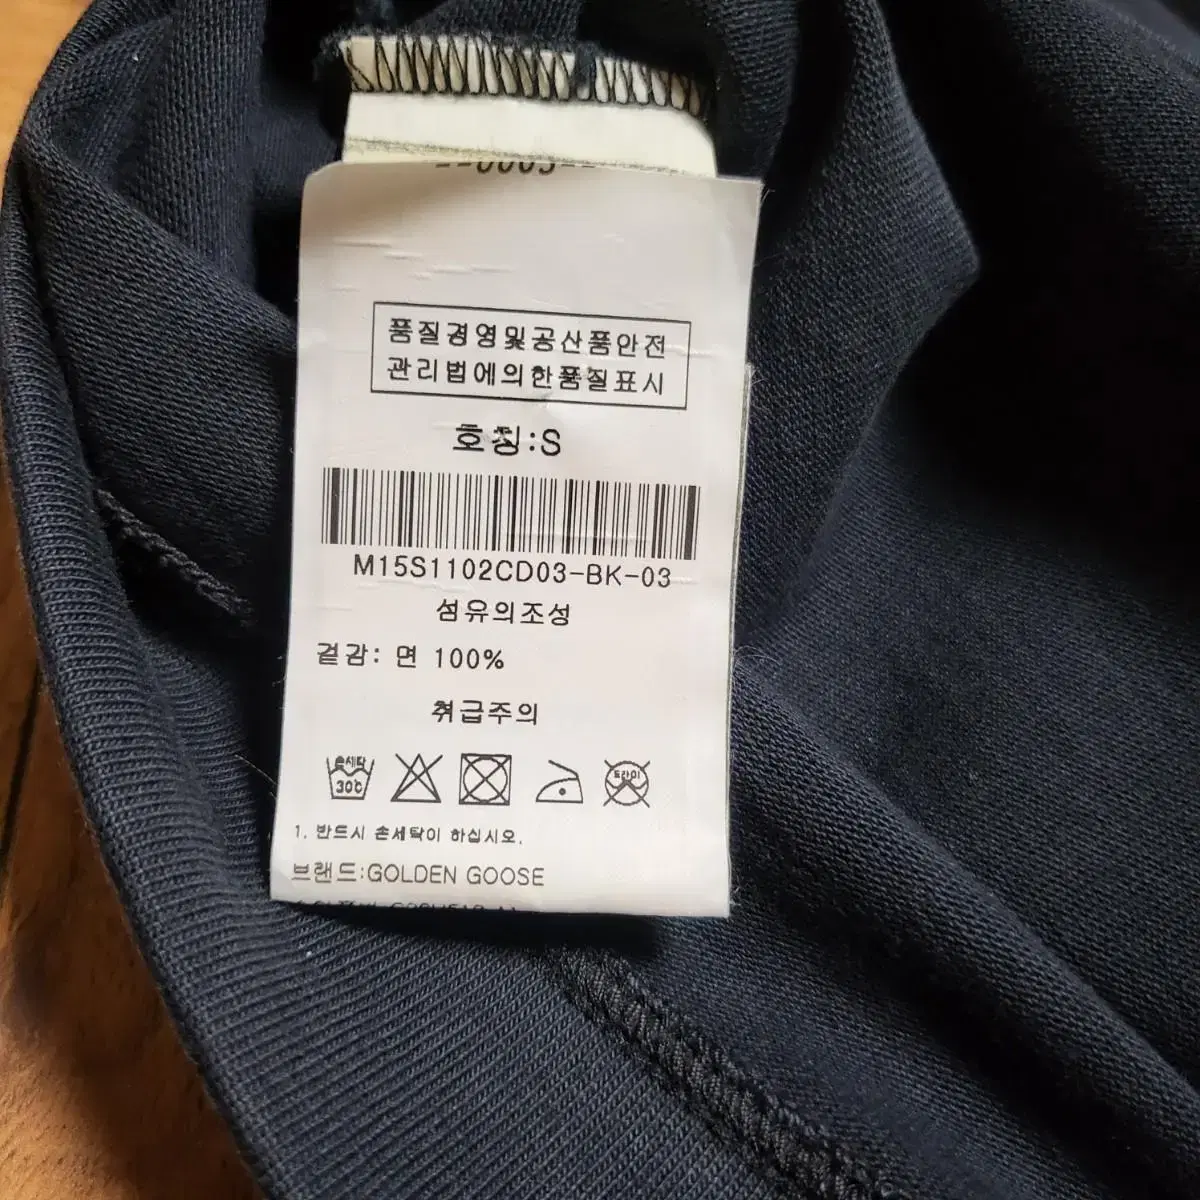 품질경영및공산품안전
관리법에의한품질표시
호칭:S
M15S1102CD03-BK-03
섬유의조성
겉감: 면 100%
취급주의
손세탁
30℃
드라이
1. 반드시 손세탁이 하십시오.
브랜드:GOLDEN GOOSE